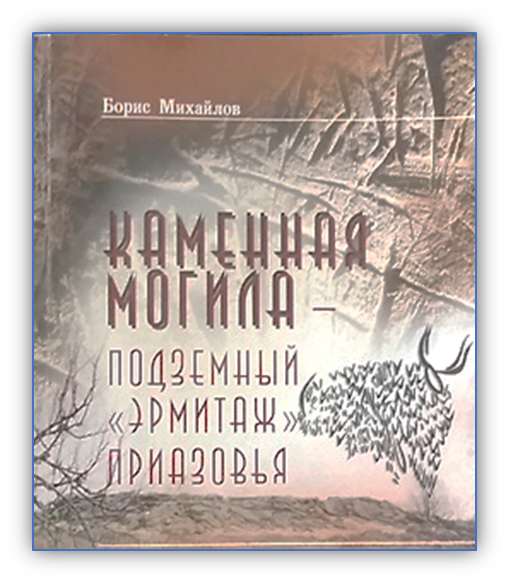 Борис Михайлов
КАМЕННАЯ
МОГИЛА –
ПОДЗЕМНЫЙ
«ЭРМИТАЖ»
ПРИАЗОВЬЯ